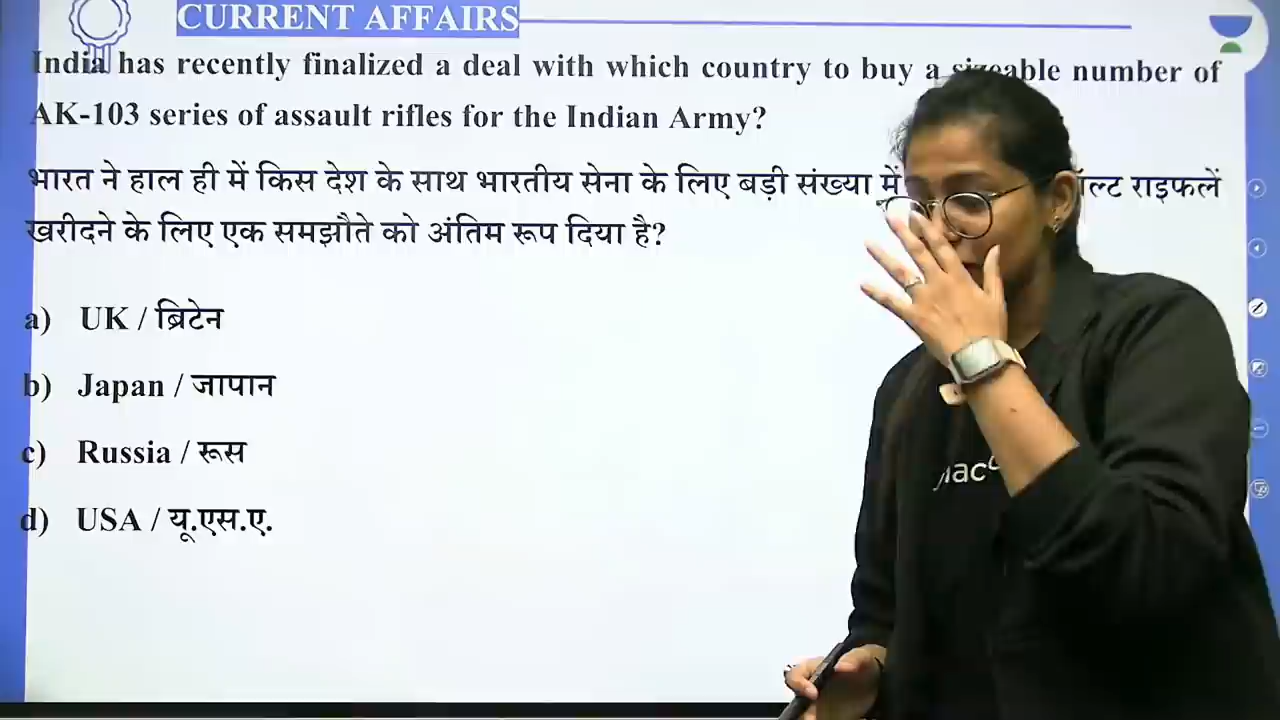 CURRENT AFFAIRS
India has recently finalized a deal with which country to buy a sizeable number of
AK-103 series of assault rifles for the Indian Army?
भारत ने हाल ही में किस देश के साथ भारतीय सेना के लिए बड़ी संख्या में राइफलें
खरीदने के लिए एक समझौते को अंतिम रूप दिया है?
a) UK / ब्रिटेन
b) Japan / जापान
c) Russia / रूस
d) USA / यू.एस.ए.